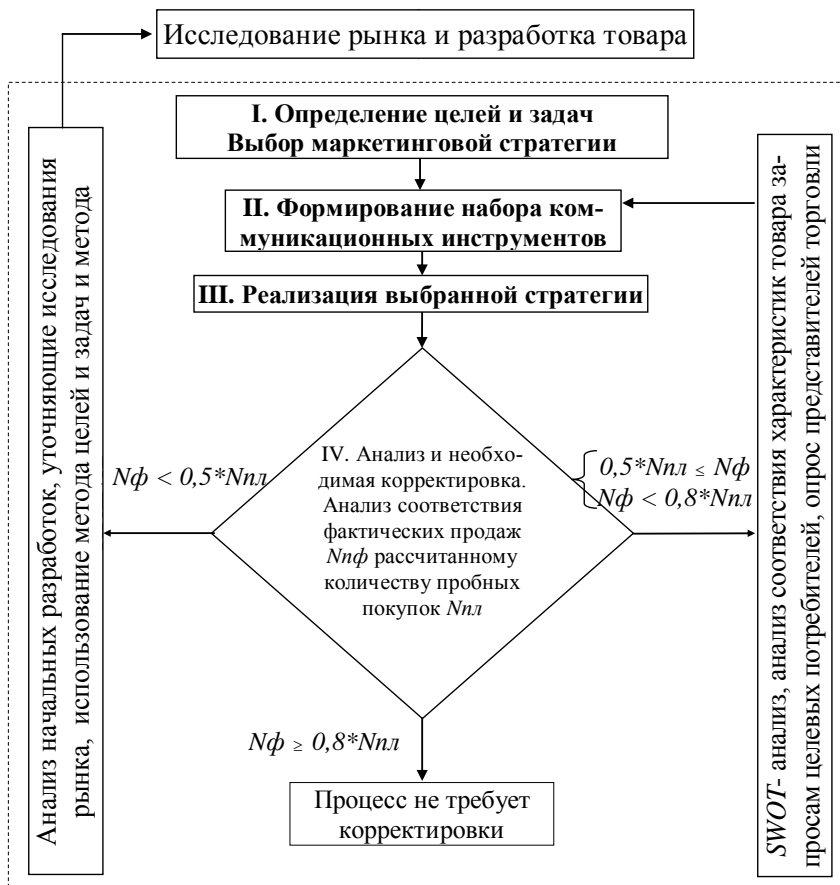 Исследование рынка и разработка товара
I. Определение целей и задач
Выбор маркетинговой стратегии
II. Формирование набора ком-
муникационных инструментов
III. Реализация выбранной стратегии
Анализ начальных разработок, уточняющие исследования
рынка, использование метода целей и задач и метода
Nф < 0,5*Nпл
IV. Анализ и необхо-
димая корректировка.
Анализ соответствия
фактических продаж
Nпф рассчитанному
количеству пробных
покупок Nпл
0,5*Nпл ≤ Nф
Nф < 0,8*Nпл
SWOT- анализ, анализ соответствия характеристик товара за-
просам целевых потребителей, опрос представителей торговли
Nф ≥ 0,8*Nпл
Процесс не требует
корректировки